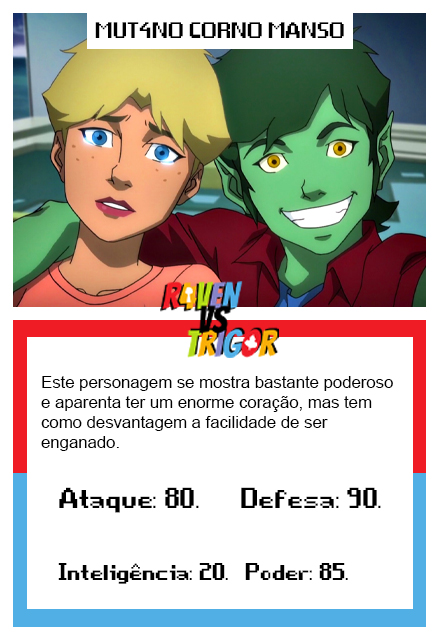 MUT4NO CORNO MANSO
R4VEN
VS
TRIGOR
Este personagem se mostra bastante poderoso
e aparenta ter um enorme coração, mas tem
como desvantagem a facilidade de ser
enganado.
Ataque: 80. Defesa: 90.
Inteligência: 20. Poder: 85.